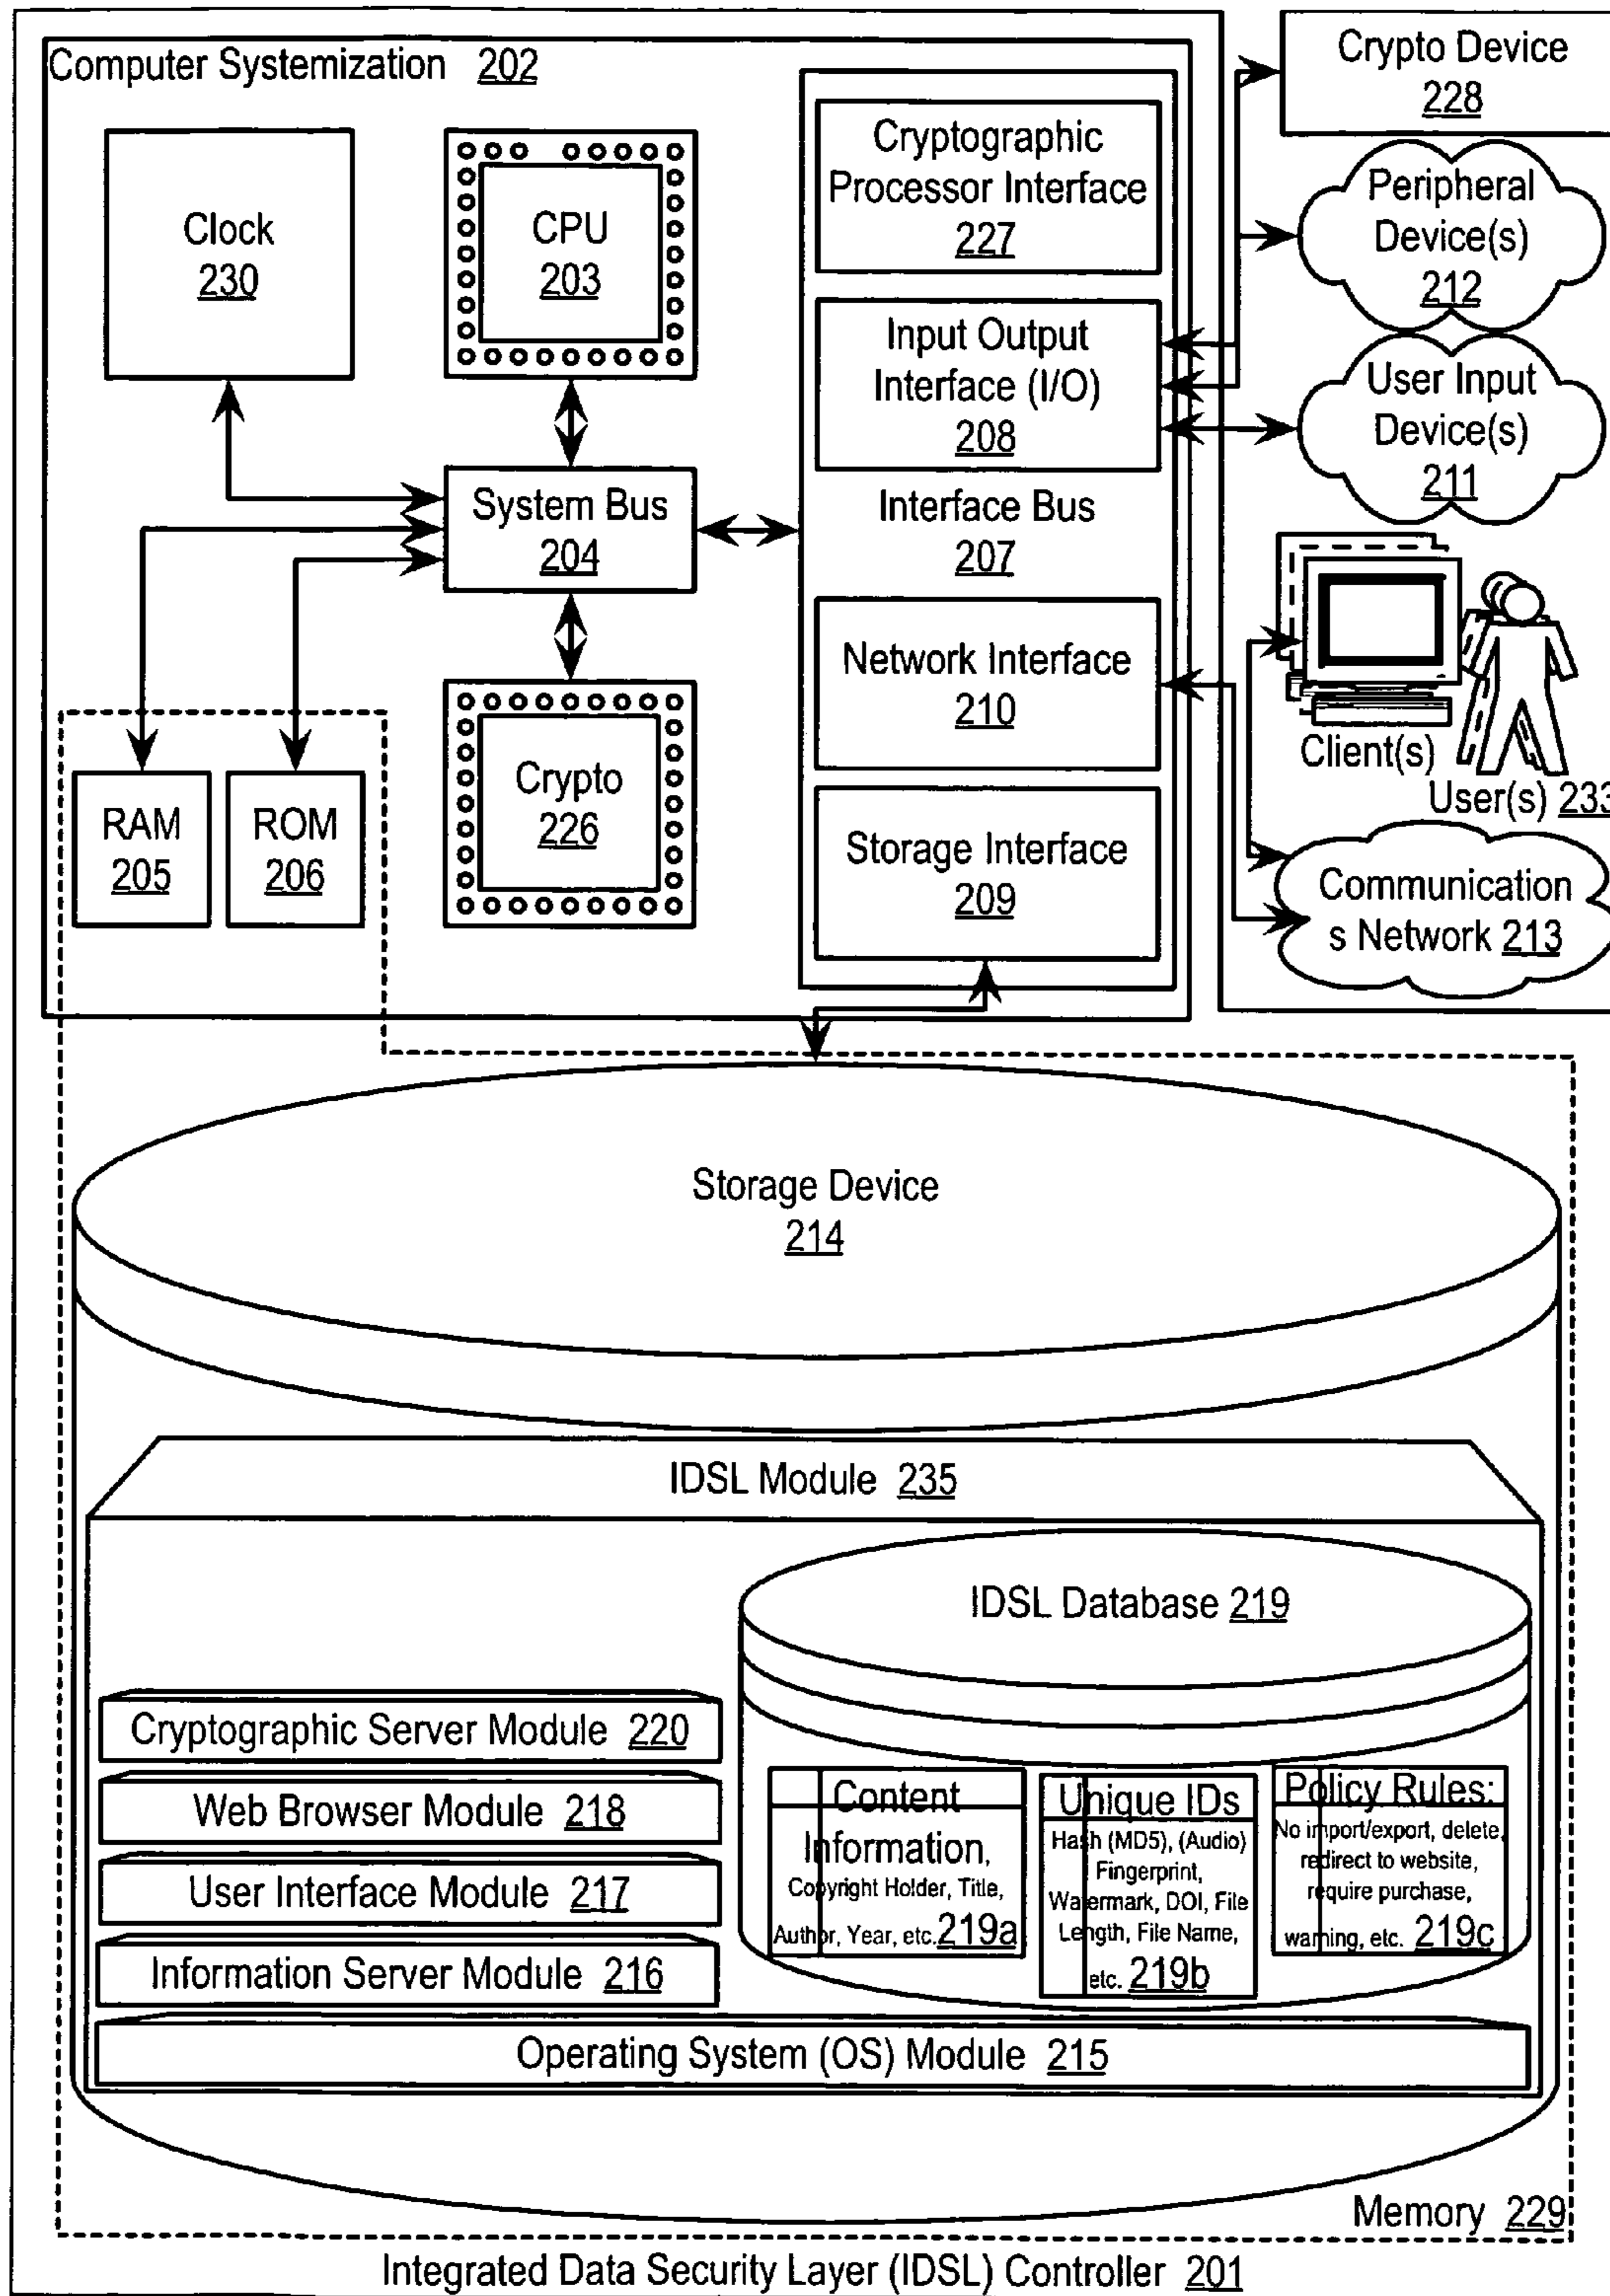 Computer Systemization 202
Clock
230
CPU
203
System Bus
204
Crypto
226
RAM
205
ROM
206
Cryptographic
Processor Interface
227
Input Output
Interface (I/O)
208
Interface Bus
207
Network Interface
210
Storage Interface
209
Crypto Device
228
Peripheral
Device(s)
212
User Input
Device(s)
211
Client(s)
User(s) 233
Communication
s Network 213
Storage Device
214
IDSL Module 235
IDSL Database 219
Cryptographic Server Module 220
Web Browser Module 218
User Interface Module 217
Information Server Module 216
Content
Information,
Copyright Holder, Title,
Author, Year, etc. 219a
Unique IDs
Hash (MD5), (Audio)
Fingerprint,
Watermark, DOI, File
Length, File Name,
etc. 219b
Policy Rules:
No import/export, delete,
redirect to website,
require purchase,
warning, etc. 219c
Operating System (OS) Module 215
Memory 229
Integrated Data Security Layer (IDSL) Controller 201